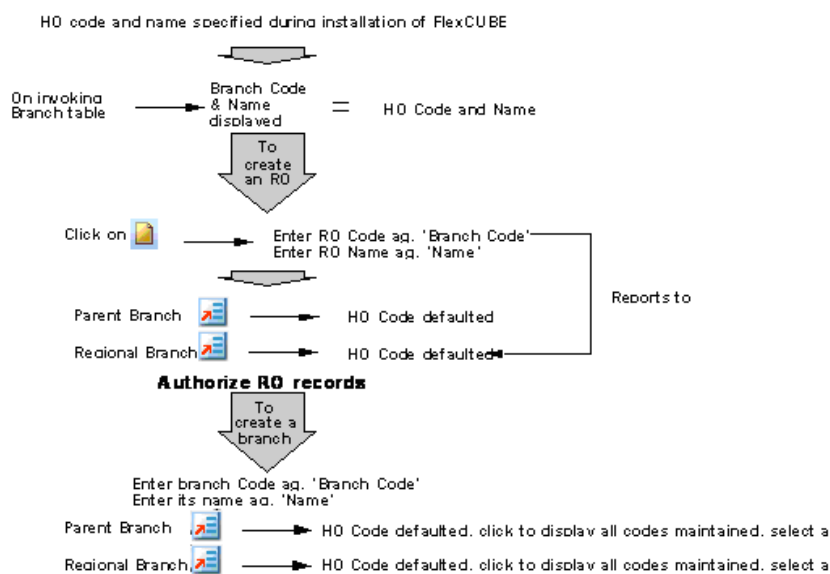 HO code and name specified during installation of FlexCUBE
On invoking
Branch table
Branch Code
& Name
displayed
=
HO Code and Name
To
create
an RO
Click on
Enter RO Code ag. 'Branch Code'
Enter RO Name ag. 'Name'
Reports to
Parent Branch
HO Code defaulted
Regional Branch
HO Code defaulted
Authorize RO records
To
create a
branch
Enter branch Code ag. 'Branch Code'
Enter its name ag. 'Name'
Parent Branch
HO Code defaulted. click to display all codes maintained. select a
Regional Branch
HO Code defaulted. click to display all codes maintained. select a